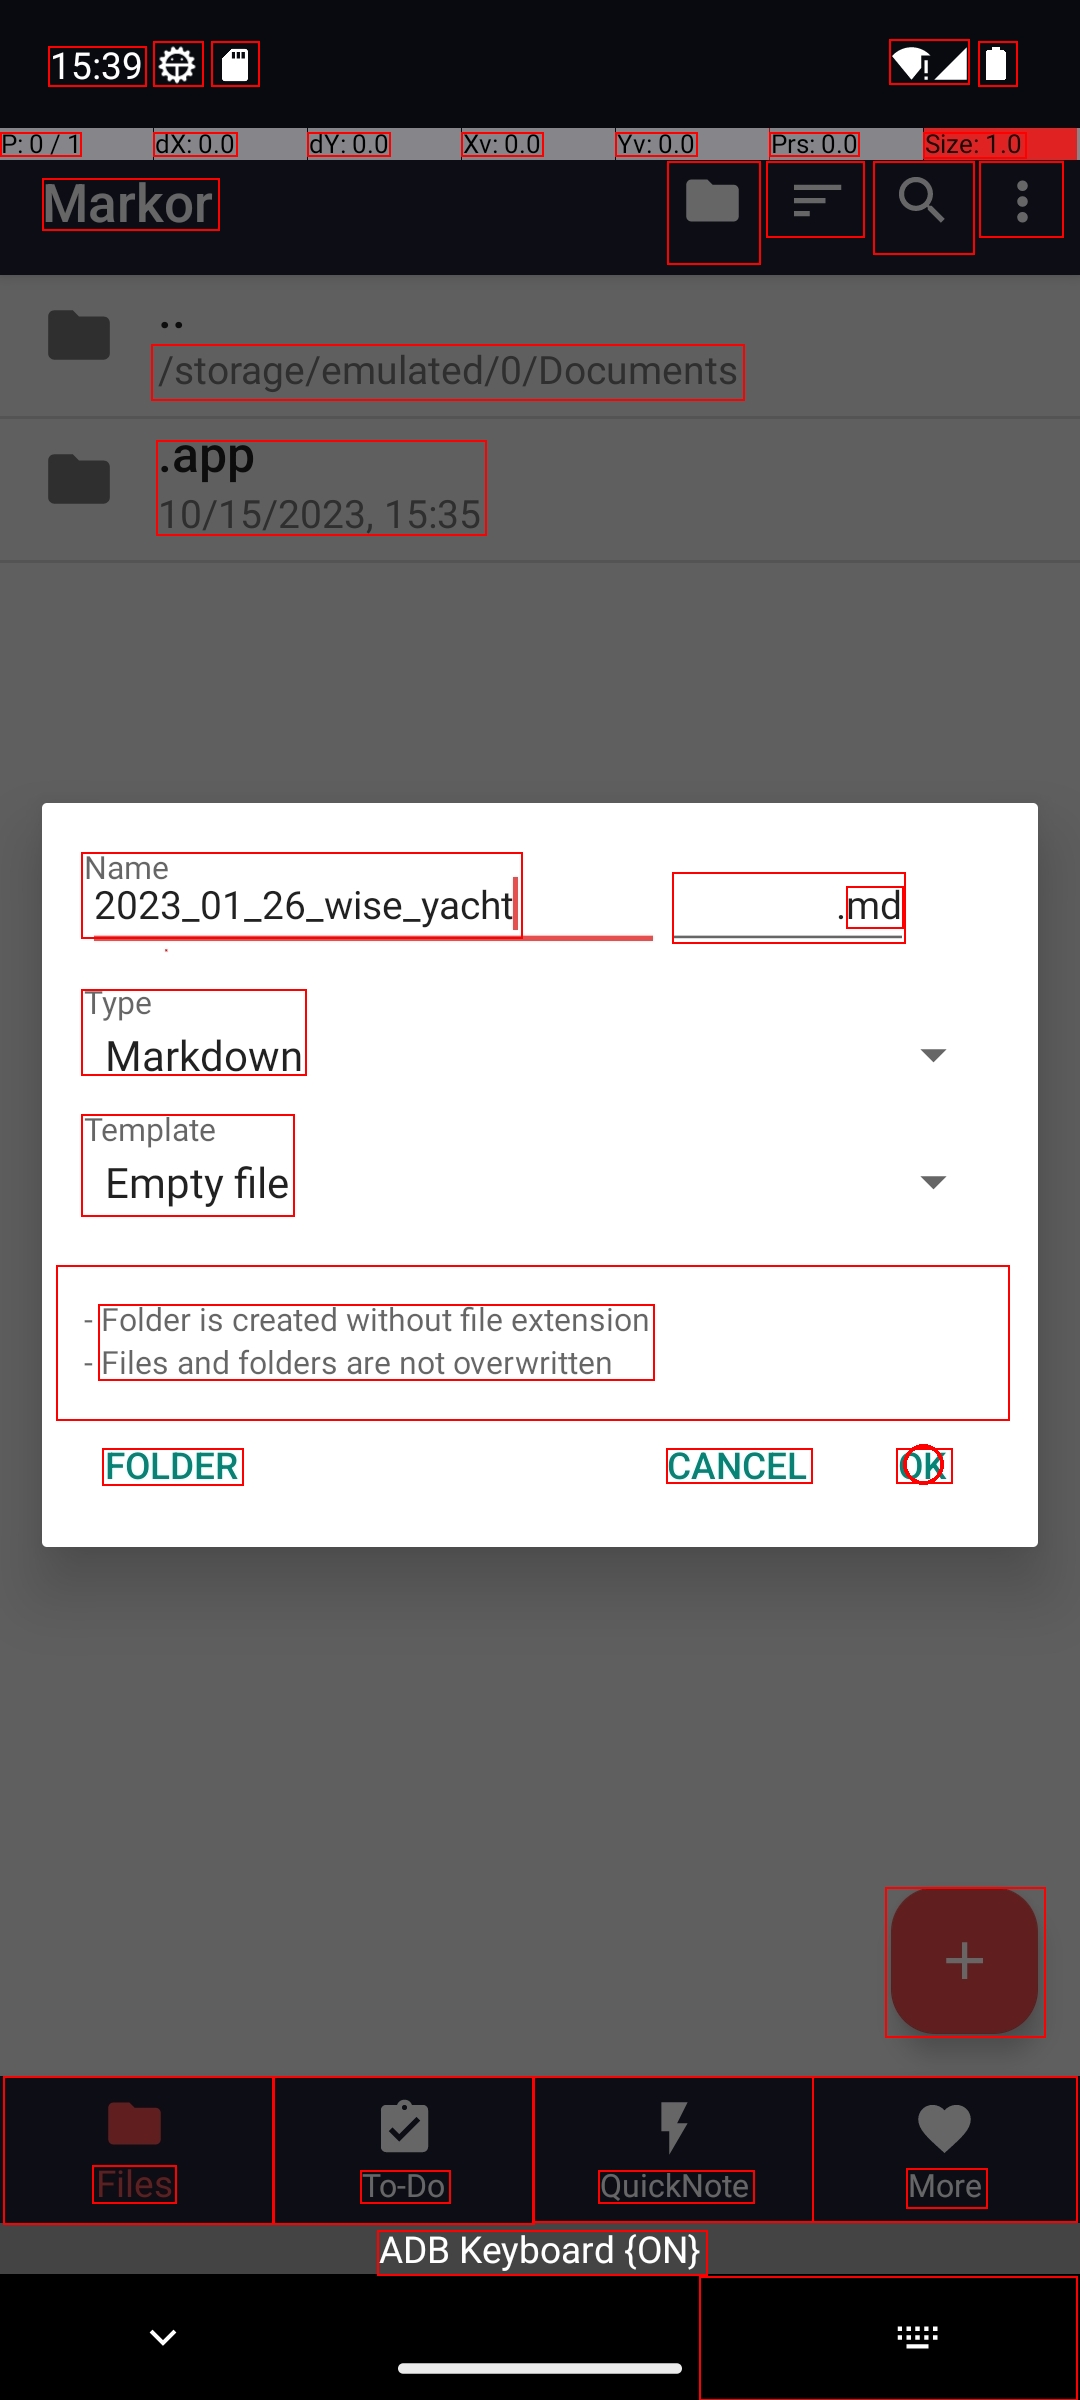 15:39
P: 0 / 1 dX: 0.0 dY: 0.0 Xv: 0.0 Yv: 0.0 Prs: 0.0 Size: 1.0
Markor
..
/storage/emulated/0/Documents
.app
10/15/2023, 15:35
Name
2023_01_26_wise_yacht .md
Type
Markdown
Template
Empty file
- Folder is created without file extension
- Files and folders are not overwritten
FOLDER CANCEL OK
Files To-Do QuickNote More
ADB Keyboard {ON}